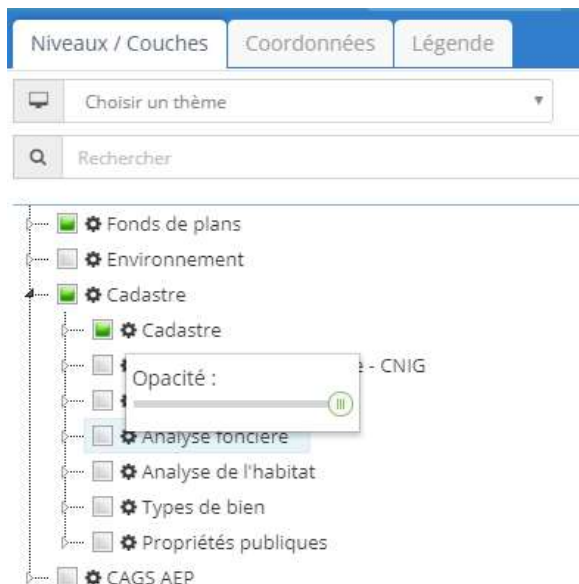 Niveaux / Couches Coordonnées Légende
Choisir un thème
Rechercher
Fonds de plans
Environnement
Cadastre
Cadastre
- CNIG
Opacité :
Analyse foncière
Analyse de l'habitat
Types de bien
Propriétés publiques
CAGS AEP